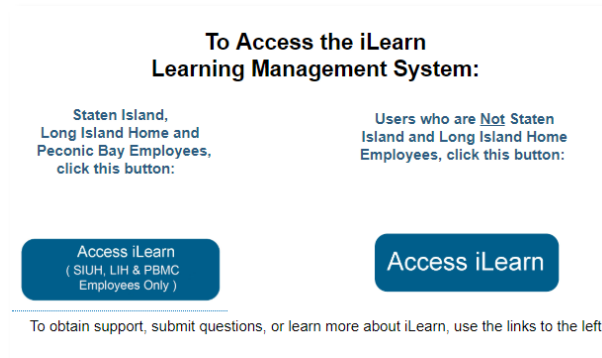 To Access the iLearn
Learning Management System:
Staten Island,
Long Island Home and
Peconic Bay Employees,
click this button:
Users who are Not Staten
Island and Long Island Home
Employees, click this button:
Access iLearn
( SIUH, LIH & PBMC
Employees Only )
Access iLearn
To obtain support, submit questions, or learn more about iLearn, use the links to the left